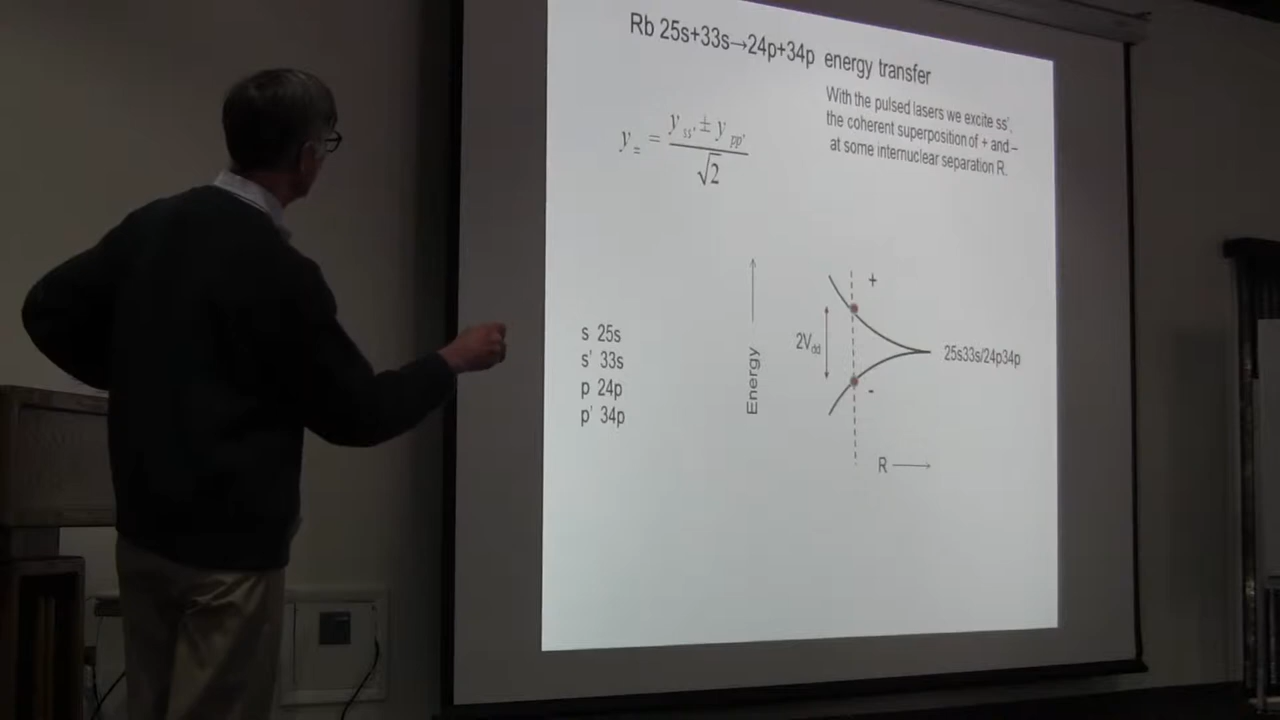 Rb 25s+33s→24p+34p energy transfer
With the pulsed lasers we excite ss',
the coherent superposition of + and –
at some internuclear separation R.
y± = (y ss' ± y pp') / √2
s 25s
s' 33s
p 24p
p' 34p
Energy
+
2Vdd
-
25s33s/24p34p
R